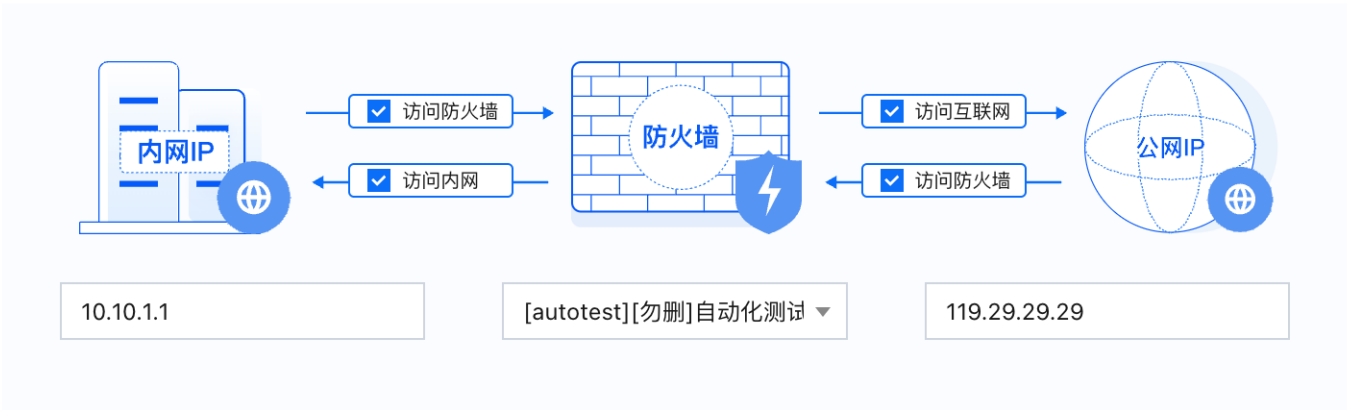 访问防火墙
访问互联网
内网IP
防火墙
公网IP
访问内网
访问防火墙
10.10.1.1
[autotest][勿删]自动化测试
119.29.29.29